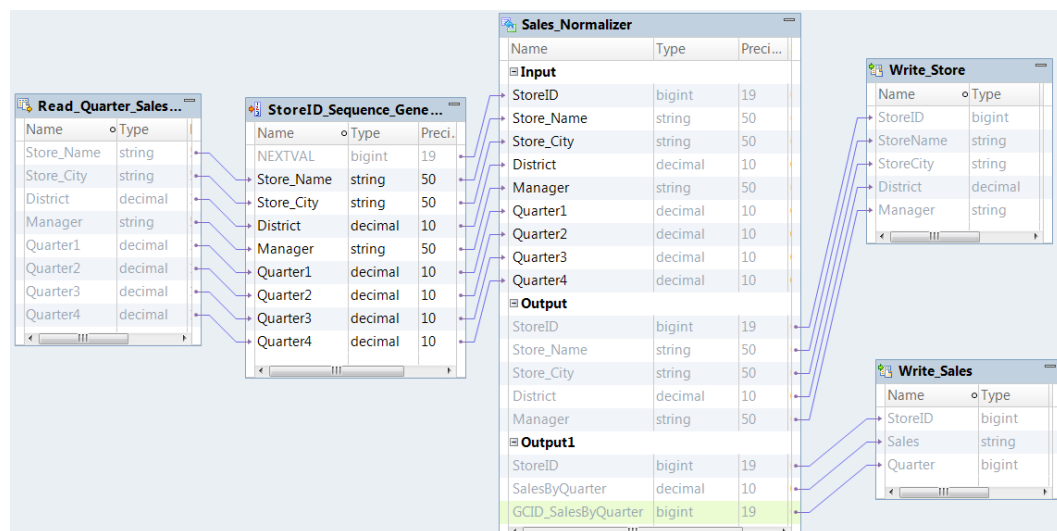 Read_Quarter_Sales...
Name Type
Store_Name string
Store_City string
District decimal
Manager string
Quarter1 decimal
Quarter2 decimal
Quarter3 decimal
Quarter4 decimal
StoreID_Sequence_Gene...
Name Type Preci.
NEXTVAL bigint 19
Store_Name string 50
Store_City string 50
District decimal 10
Manager string 50
Quarter1 decimal 10
Quarter2 decimal 10
Quarter3 decimal 10
Quarter4 decimal 10
Sales_Normalizer
Name Type Preci...
Input
StoreID bigint 19
Store_Name string 50
Store_City string 50
District decimal 10
Manager string 50
Quarter1 decimal 10
Quarter2 decimal 10
Quarter3 decimal 10
Quarter4 decimal 10
Output
StoreID bigint 19
Store_Name string 50
Store_City string 50
District decimal 10
Manager string 50
Output1
StoreID bigint 19
SalesByQuarter decimal 10
GCID_SalesByQuarter bigint 19
Write_Store
Name Type
StoreID bigint
StoreName string
StoreCity string
District decimal
Manager string
Write_Sales
Name Type
StoreID bigint
Sales string
Quarter bigint